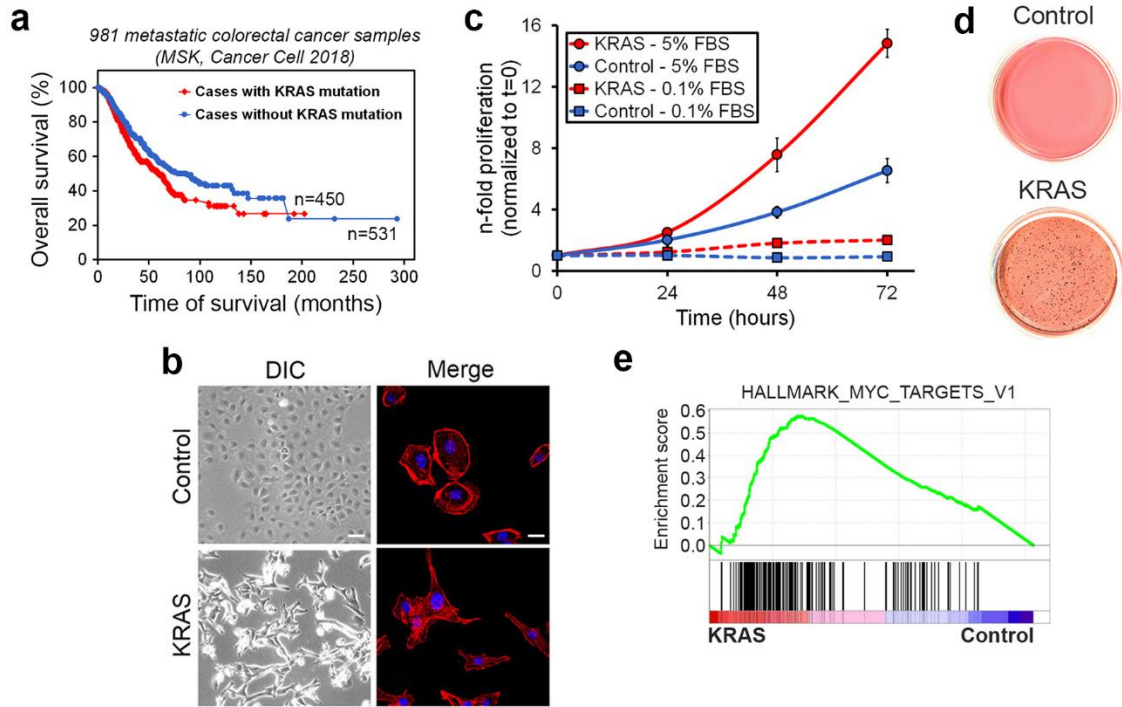 a
981 metastatic colorectal cancer samples
(MSK, Cancer Cell 2018)
Overall survival (%)
100
80
60
40
20
0
Cases with KRAS mutation
Cases without KRAS mutation
n=450
n=531
0 50 100 150 200 250 300
Time of survival (months)
b
DIC Merge
Control
KRAS
c
n-fold proliferation
(normalized to t=0)
16
12
8
4
0
KRAS - 5% FBS
Control - 5% FBS
KRAS - 0.1% FBS
Control - 0.1% FBS
0 24 48 72
Time (hours)
d
Control
KRAS
e
HALLMARK_MYC_TARGETS_V1
Enrichment score
0.6
0.5
0.4
0.3
0.2
0.1
0.0
KRAS Control